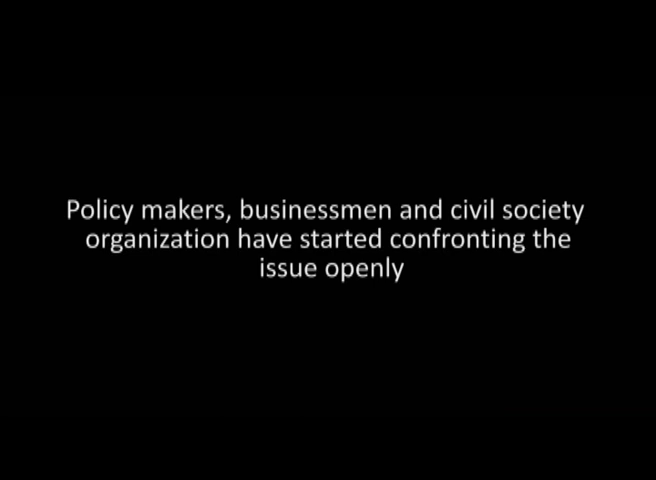 Policy makers, businessmen and civil society
organization have started confronting the
issue openly